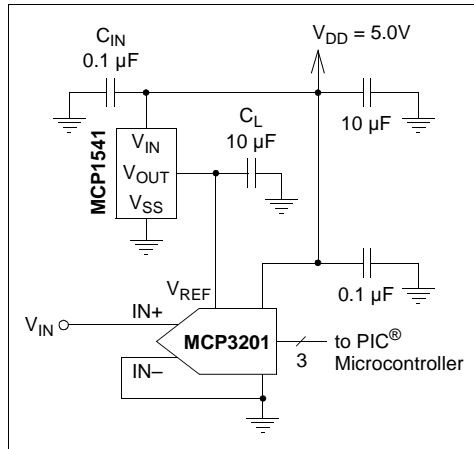 C_IN
0.1 µF
V_DD = 5.0V
10 µF
MCP1541
V_IN
V_OUT
V_SS
C_L
10 µF
V_REF
0.1 µF
V_IN
IN+
IN–
MCP3201
3
to PIC®
Microcontroller